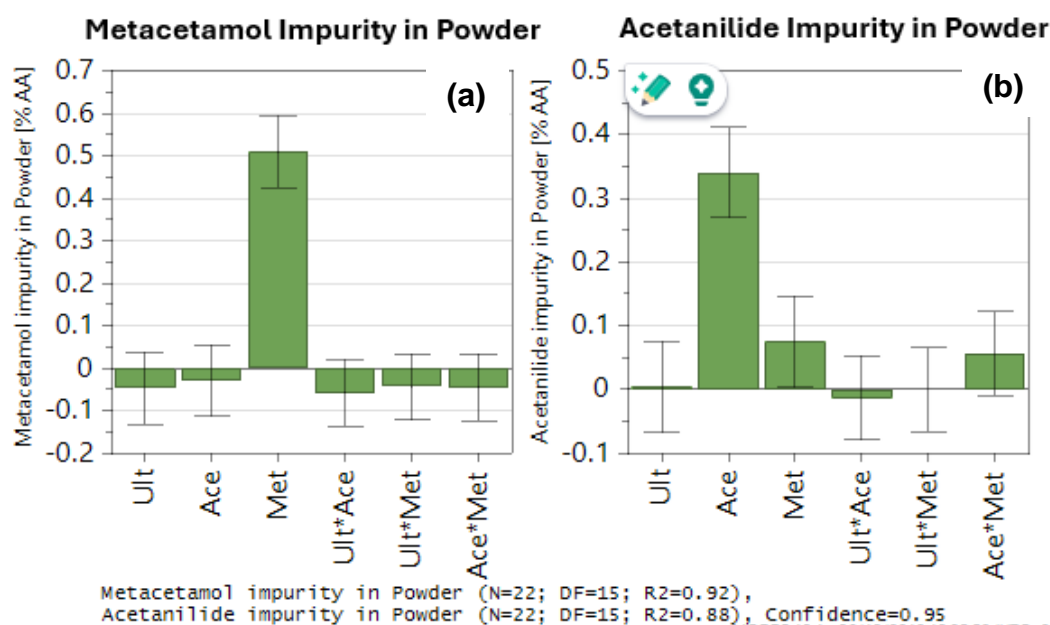 Metacetamol Impurity in Powder
Acetanilide Impurity in Powder
(a)
Metacetamol impurity in Powder [% AA]
0.7
0.6
0.5
0.4
0.3
0.2
0.1
0
-0.1
-0.2
Ult
Ace
Met
Ult*Ace
Ult*Met
Ace*Met
(b)
Acetanilide impurity in Powder [% AA]
0.5
0.4
0.3
0.2
0.1
0
-0.1
Ult
Ace
Met
Ult*Ace
Ult*Met
Ace*Met
Metacetamol impurity in Powder (N=22; DF=15; R2=0.92),
Acetanilide impurity in Powder (N=22; DF=15; R2=0.88), Confidence=0.95